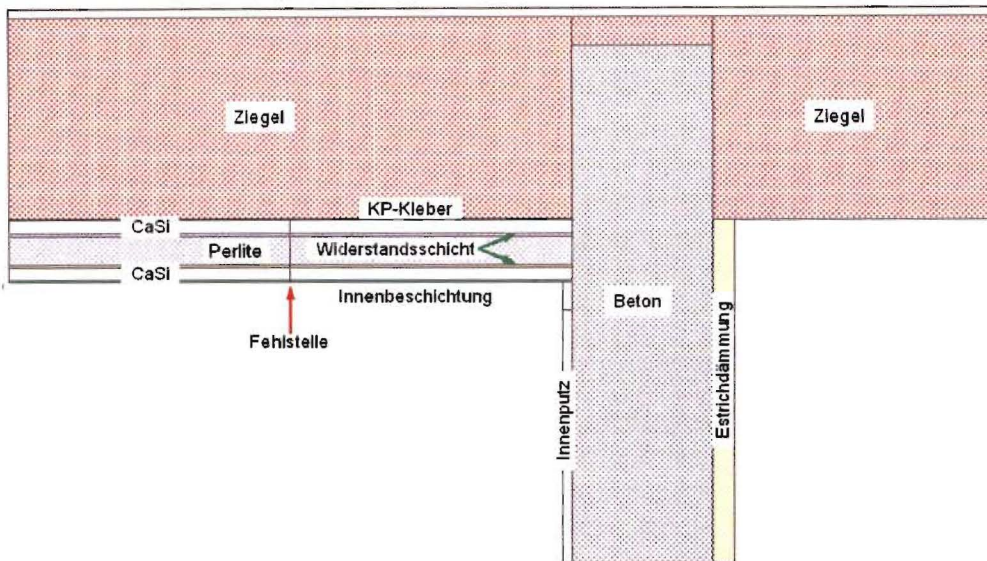 Ziegel
Ziegel
KP-Kleber
CaSi
Perlite
Widerstandsschicht
CaSi
Innenbeschichtung
Beton
Fehlstelle
Innenputz
Estrichdämmung